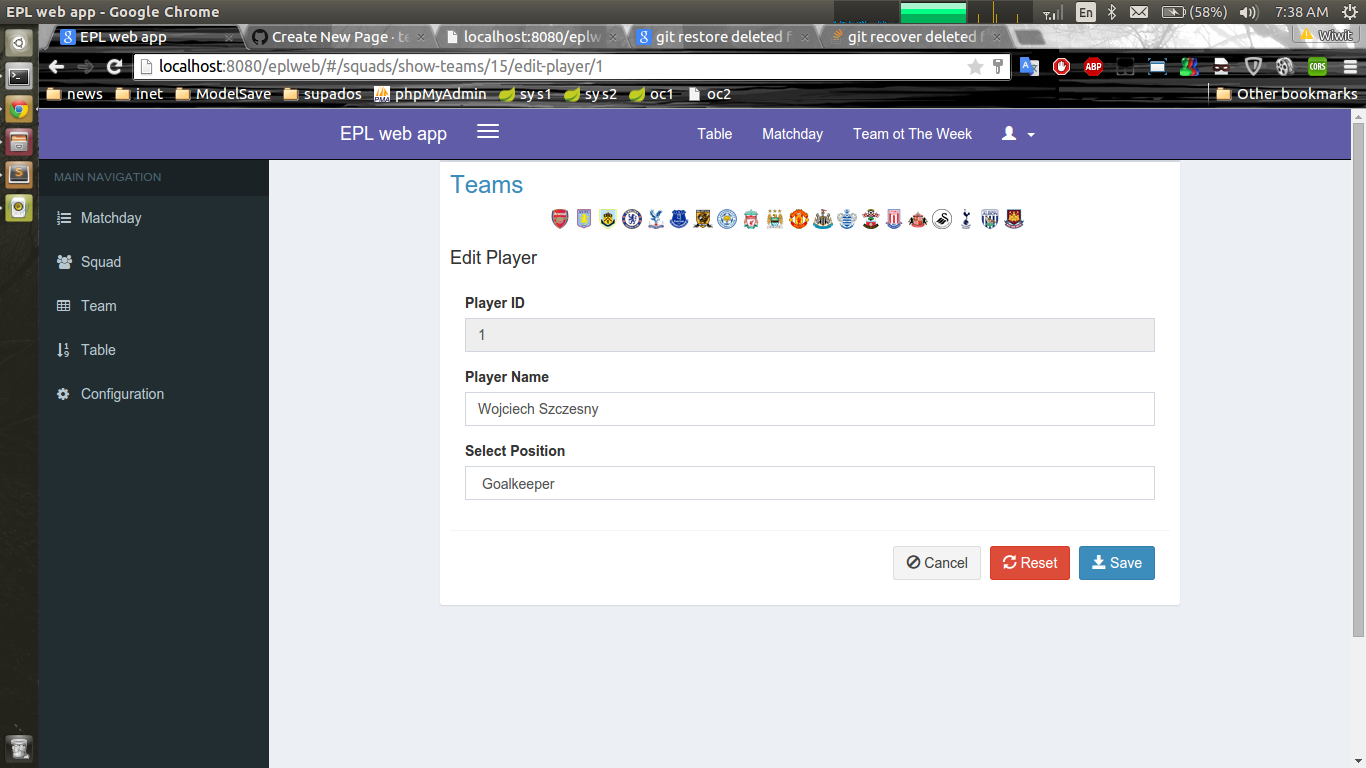 EPL web app - Google Chrome
En
(58%)
7:38 AM
EPL web app
Create New Page · te
localhost:8080/eplw
git restore deleted f
git recover deleted f
Wiwit
localhost:8080/eplweb/#/squads/show-teams/15/edit-player/1
ABP
CORS
news
inet
ModelSave
supados
phpMyAdmin
sys1
sys2
oc1
oc2
Other bookmarks
EPL web app
Table
Matchday
Team ot The Week
MAIN NAVIGATION
Matchday
Squad
Team
Table
Configuration
Teams
Edit Player
Player ID
1
Player Name
Wojciech Szczesny
Select Position
Goalkeeper
Cancel
Reset
Save